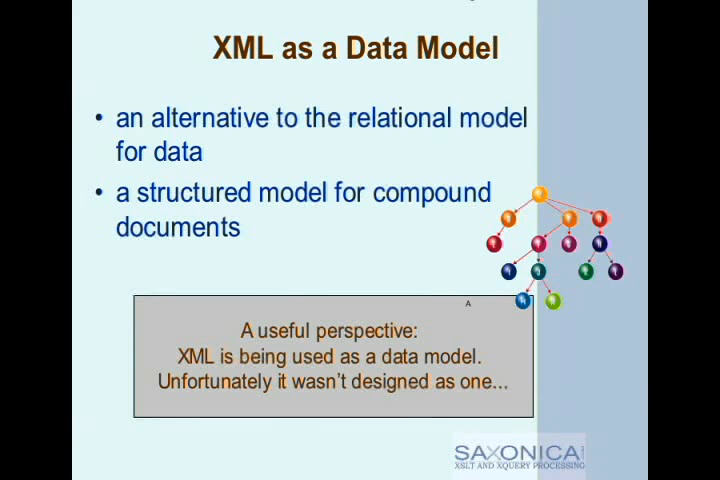 XML as a Data Model
• an alternative to the relational model
for data
• a structured model for compound
documents
A
A useful perspective:
XML is being used as a data model.
Unfortunately it wasn't designed as one...
SAXONICA
XSLT AND XQUERY PROCESSING